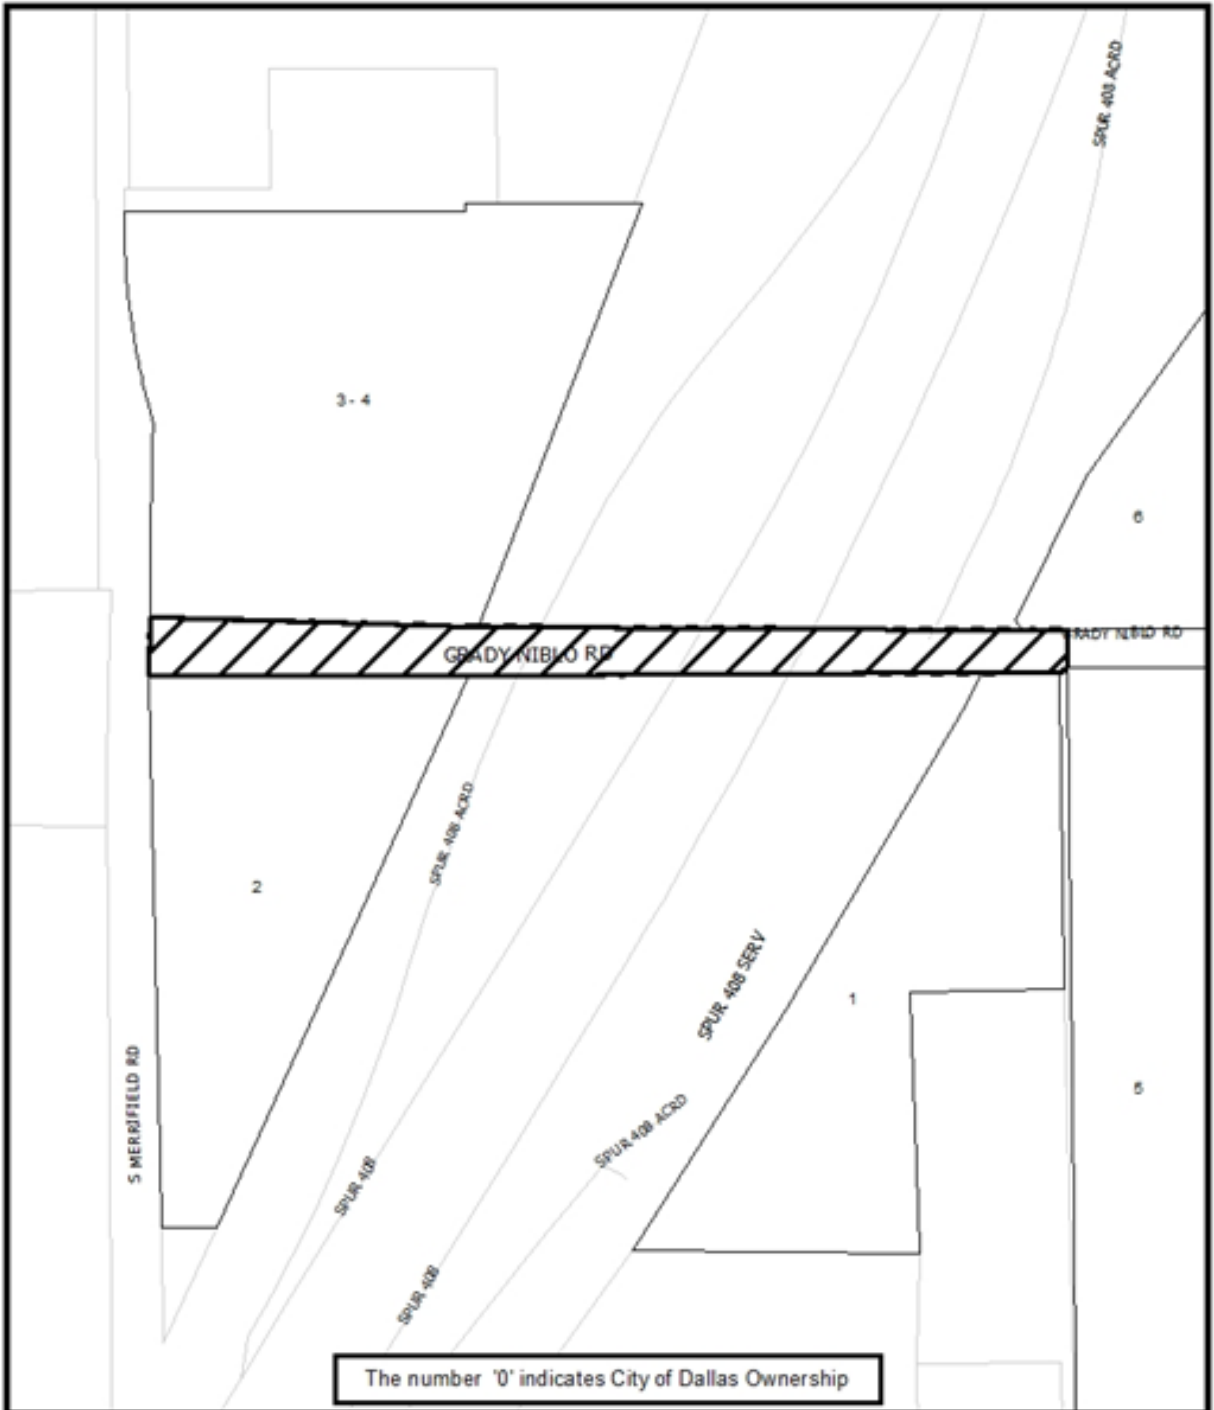 SPUR 408 ACRD
3 - 4
6
GRADY NIBLO RD
RADY NIBLO RD
SPUR 408 ACRD
2
SPUR 408 SERV
1
S MERRIFIELD RD
5
SPUR 408 ACRD
SPUR 408
SPUR 408
The number '0' indicates City of Dallas Ownership